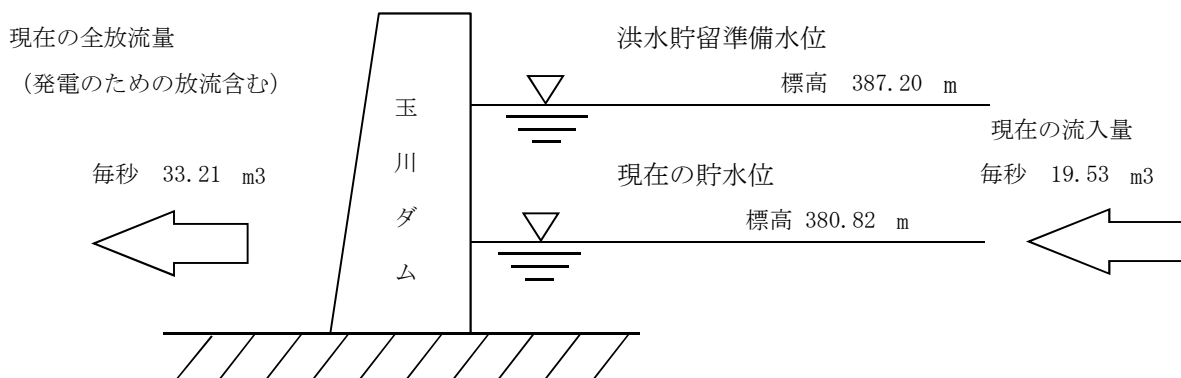 現在の全放流量
(発電のための放流含む)
毎秒 33.21 m3
玉川ダム
洪水貯留準備水位
標高 387.20 m
現在の貯水位
標高 380.82 m
現在の流入量
毎秒 19.53 m3